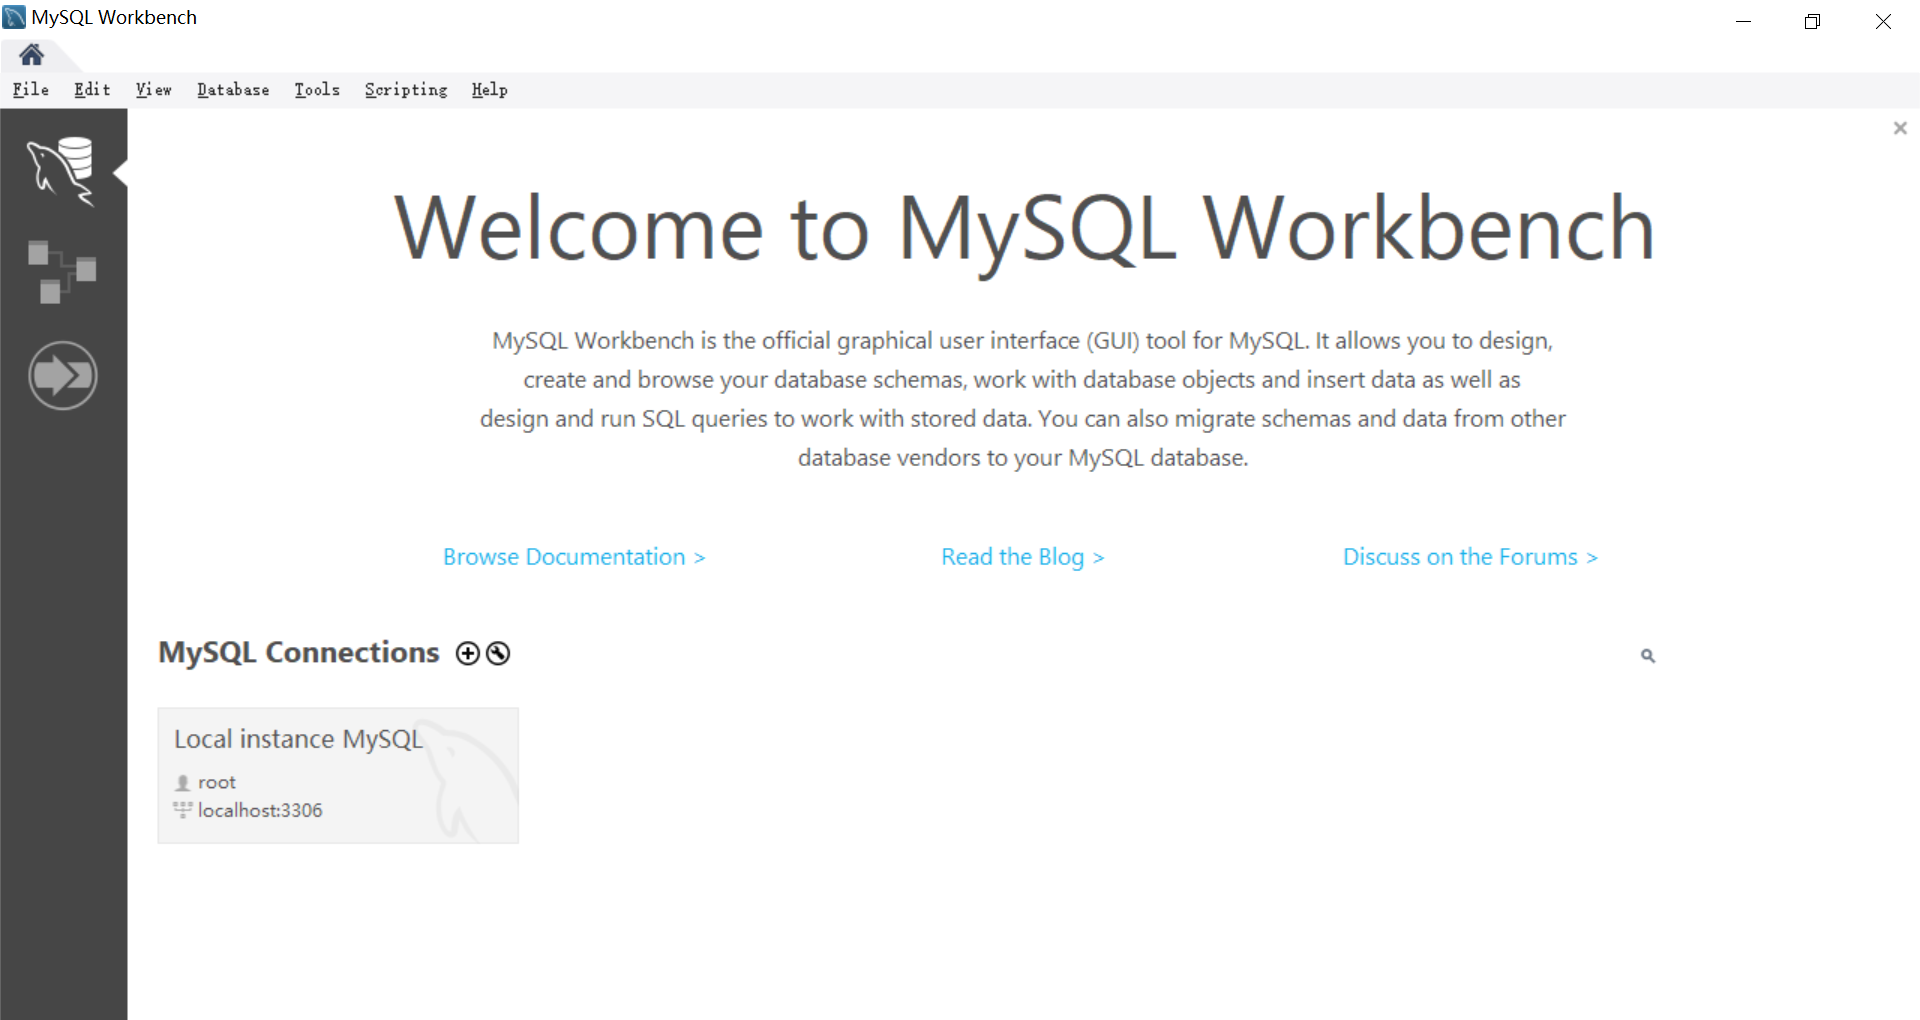 MySQL Workbench
File Edit View Database Tools Scripting Help
Welcome to MySQL Workbench
MySQL Workbench is the official graphical user interface (GUI) tool for MySQL. It allows you to design,
create and browse your database schemas, work with database objects and insert data as well as
design and run SQL queries to work with stored data. You can also migrate schemas and data from other
database vendors to your MySQL database.
Browse Documentation > Read the Blog > Discuss on the Forums >
MySQL Connections
Local instance MySQL
root
localhost:3306